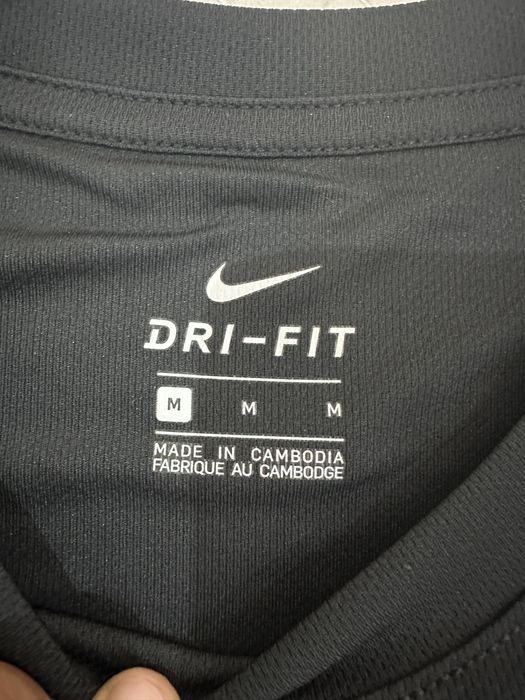 DRI-FIT
M M M
MADE IN CAMBODIA
FABRIQUE AU CAMBODGE